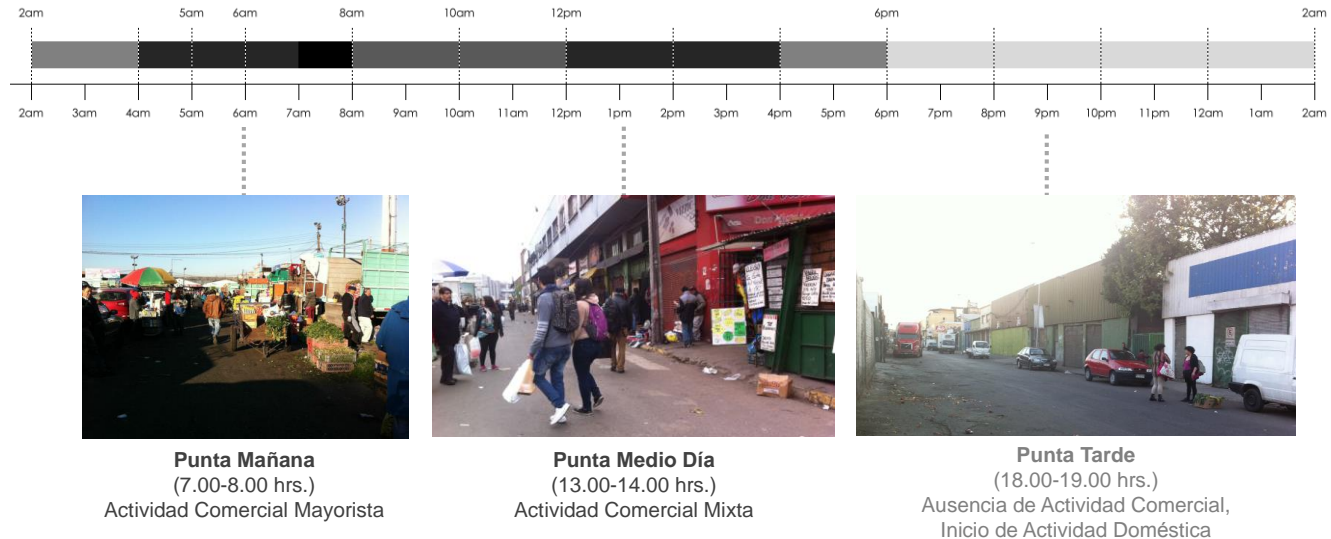 2am 5am 6am 8am 10am 12pm 6pm 2am
2am 3am 4am 5am 6am 7am 8am 9am 10am 11am 12pm 1pm 2pm 3pm 4pm 5pm 6pm 7pm 8pm 9pm 10pm 11pm 12am 1am 2am
Punta Mañana
(7.00-8.00 hrs.)
Actividad Comercial Mayorista
Punta Medio Día
(13.00-14.00 hrs.)
Actividad Comercial Mixta
Punta Tarde
(18.00-19.00 hrs.)
Ausencia de Actividad Comercial,
Inicio de Actividad Doméstica